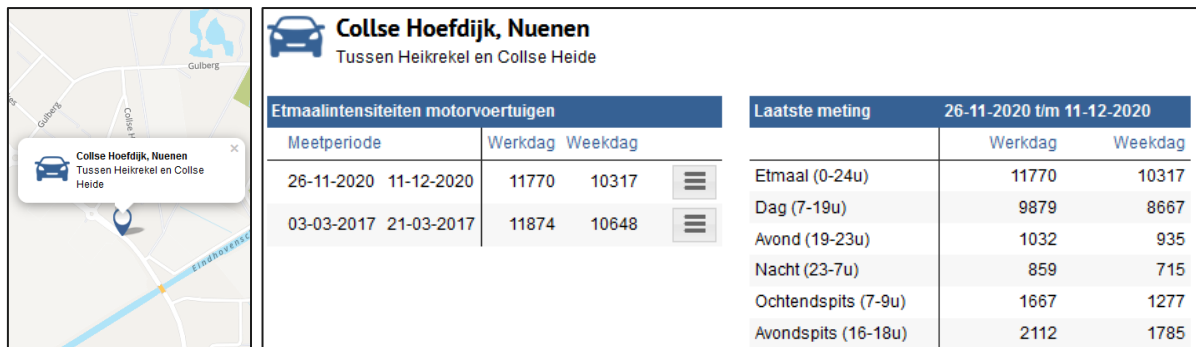 Gulberg
Gulberg
Collse H
Collse Hoefdijk, Nuenen
Tussen Heikrekel en Collse
Heide
×
Collse Hoefdijk, Nuenen
Tussen Heikrekel en Collse Heide
Etmaalintensiteiten motorvoertuigen
Meetperiode Werkdag Weekdag
26-11-2020 11-12-2020 11770 10317
03-03-2017 21-03-2017 11874 10648
Laatste meting 26-11-2020 t/m 11-12-2020
Werkdag Weekdag
Etmaal (0-24u) 11770 10317
Dag (7-19u) 9879 8667
Avond (19-23u) 1032 935
Nacht (23-7u) 859 715
Ochtendspits (7-9u) 1667 1277
Avondspits (16-18u) 2112 1785